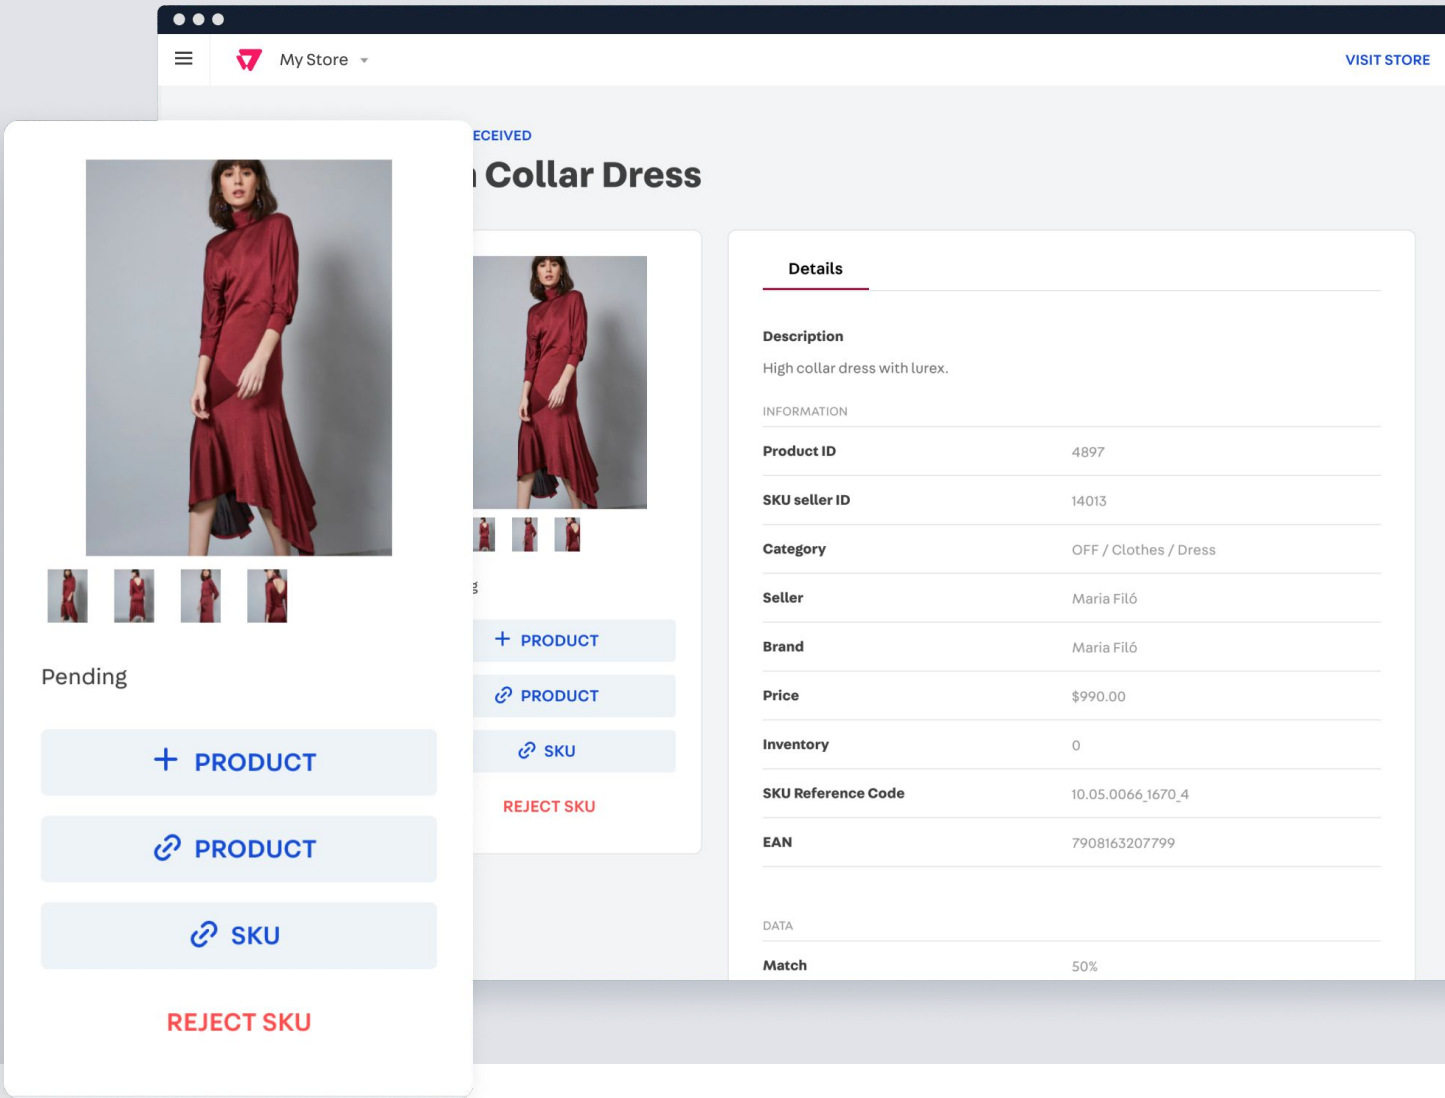 My Store
VISIT STORE
ECEIVED
Collar Dress
Pending
+ PRODUCT
PRODUCT
SKU
REJECT SKU
g
+ PRODUCT
PRODUCT
SKU
REJECT SKU
Details
Description
High collar dress with lurex.
INFORMATION
Product ID 4897
SKU seller ID 14013
Category OFF / Clothes / Dress
Seller Maria Filó
Brand Maria Filó
Price $990.00
Inventory 0
SKU Reference Code 10.05.0066_1670_4
EAN 7908163207799
DATA
Match 50%